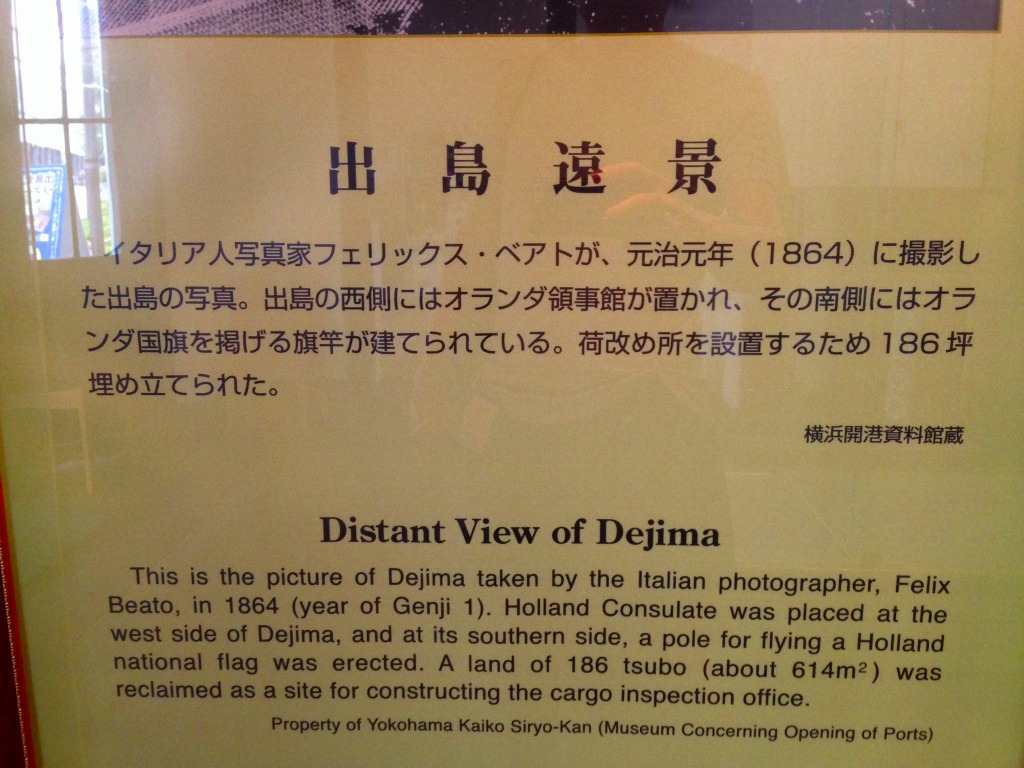 出島遠景
イタリア人写真家フェリックス・ベアトが、元治元年（1864）に撮影し
た出島の写真。出島の西側にはオランダ領事館が置かれ、その南側にはオラ
ンダ国旗を掲げる旗竿が建てられている。荷改め所を設置するため186坪
埋め立てられた。
横浜開港資料館蔵
Distant View of Dejima
This is the picture of Dejima taken by the Italian photographer, Felix
Beato, in 1864 (year of Genji 1). Holland Consulate was placed at the
west side of Dejima, and at its southern side, a pole for flying a Holland
national flag was erected. A land of 186 tsubo (about 614m²) was
reclaimed as a site for constructing the cargo inspection office.
Property of Yokohama Kaiko Siryo-Kan (Museum Concerning Opening of Ports)